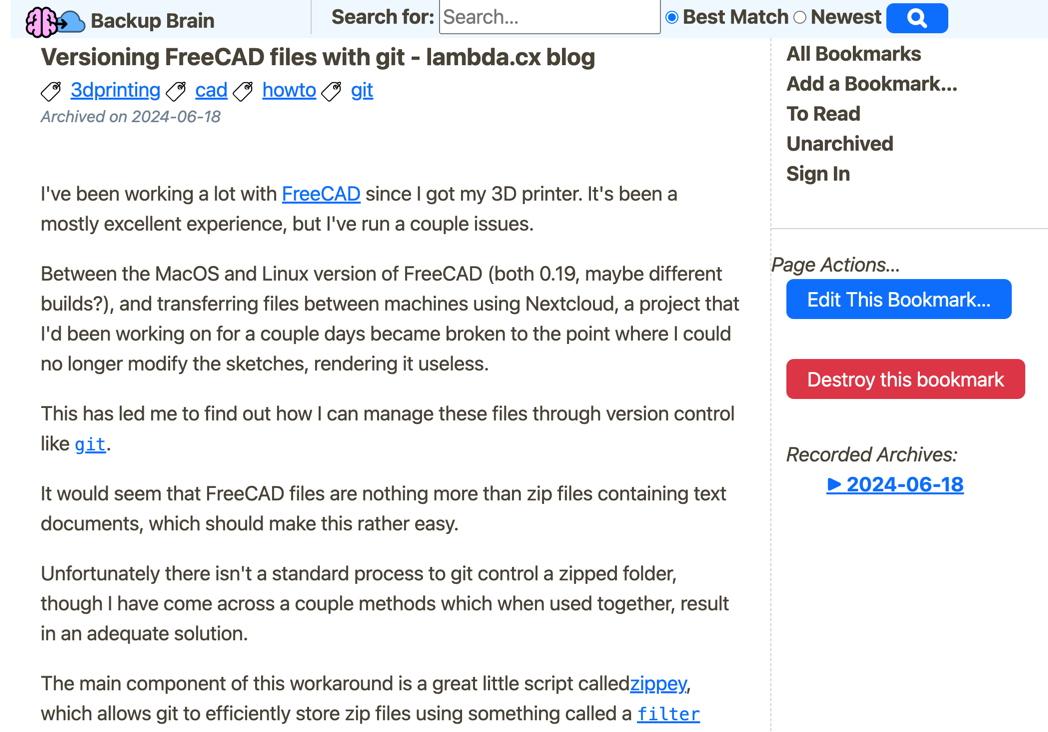 Backup Brain
Search for: Search... Best Match Newest
Versioning FreeCAD files with git - lambda.cx blog
3dprinting cad howto git
Archived on 2024-06-18
I've been working a lot with FreeCAD since I got my 3D printer. It's been a
mostly excellent experience, but I've run a couple issues.
Between the MacOS and Linux version of FreeCAD (both 0.19, maybe different
builds?), and transferring files between machines using Nextcloud, a project that
I'd been working on for a couple days became broken to the point where I could
no longer modify the sketches, rendering it useless.
This has led me to find out how I can manage these files through version control
like git.
It would seem that FreeCAD files are nothing more than zip files containing text
documents, which should make this rather easy.
Unfortunately there isn't a standard process to git control a zipped folder,
though I have come across a couple methods which when used together, result
in an adequate solution.
The main component of this workaround is a great little script calledzippey,
which allows git to efficiently store zip files using something called a filter
All Bookmarks
Add a Bookmark...
To Read
Unarchived
Sign In
Page Actions...
Edit This Bookmark...
Destroy this bookmark
Recorded Archives:
► 2024-06-18